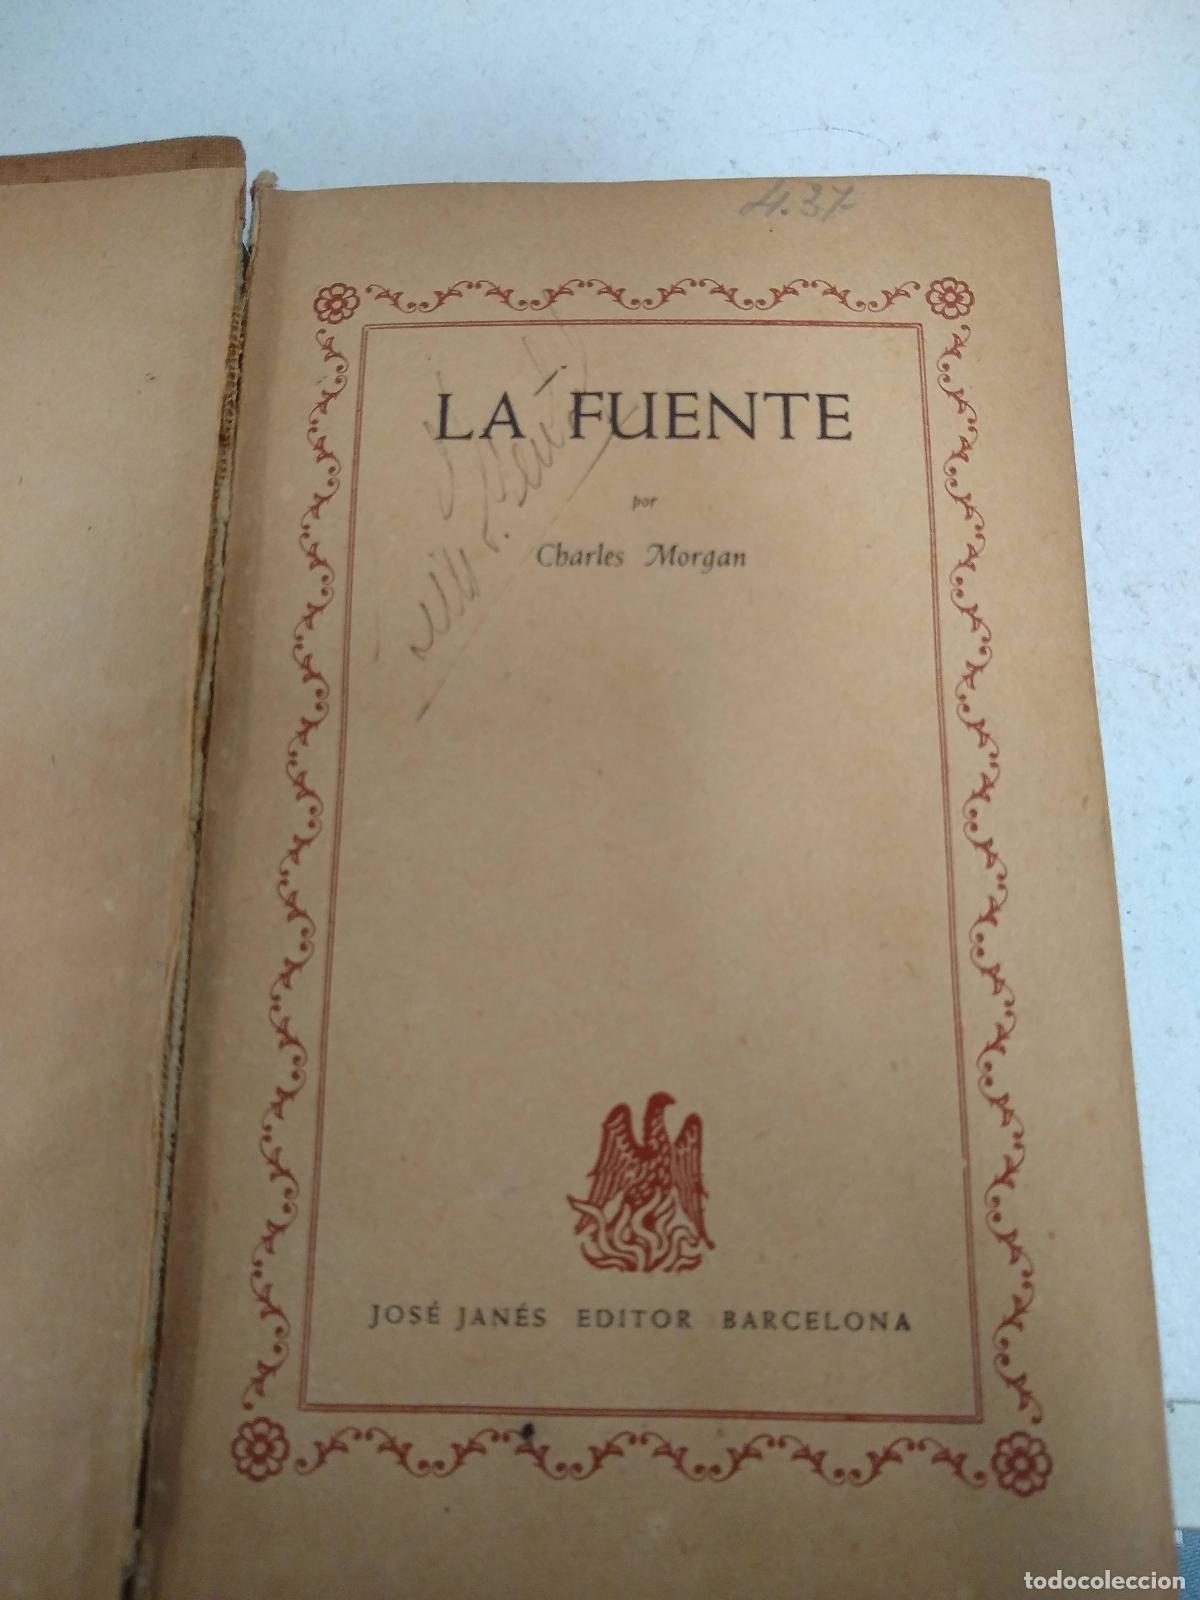 4.37
LA FUENTE
por
Charles Morgan
JOSÉ JANÉS EDITOR BARCELONA
todocoleccion